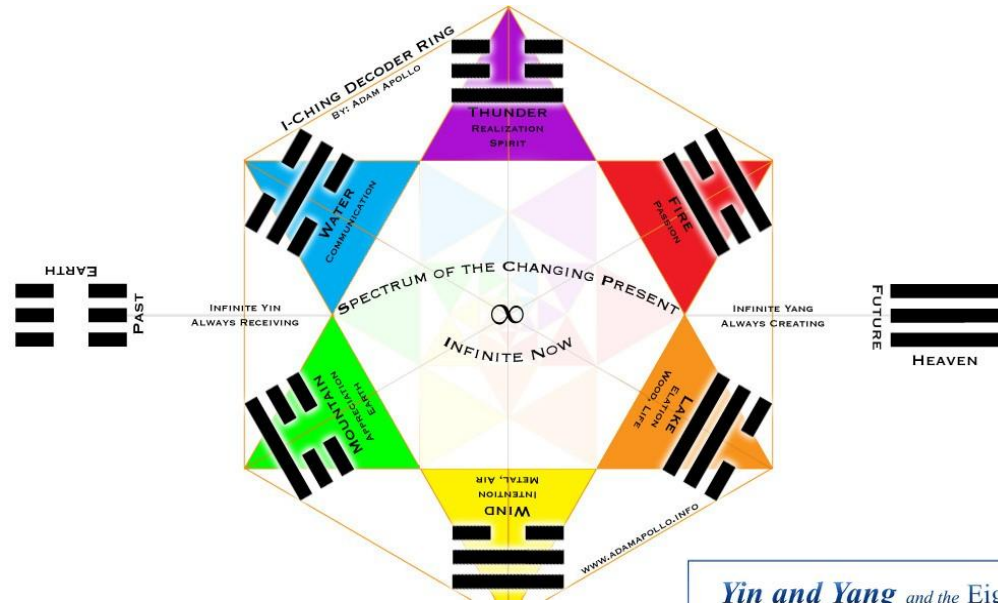 I-Ching Decoder Ring
By: Adam Apollo
Thunder
Realization
Spirit
Water
Communication
Fire
Passion
Earth
Past
Infinite Yin
Always Receiving
Spectrum of the Changing Present
∞
Infinite Now
Infinite Yang
Always Creating
Future
Heaven
Mountain
Appreciation
Earth
Lake
Elation
Wood, Life
Wind
Intention
Metal, Air
www.adamapollo.info
Yin and Yang and the Eig